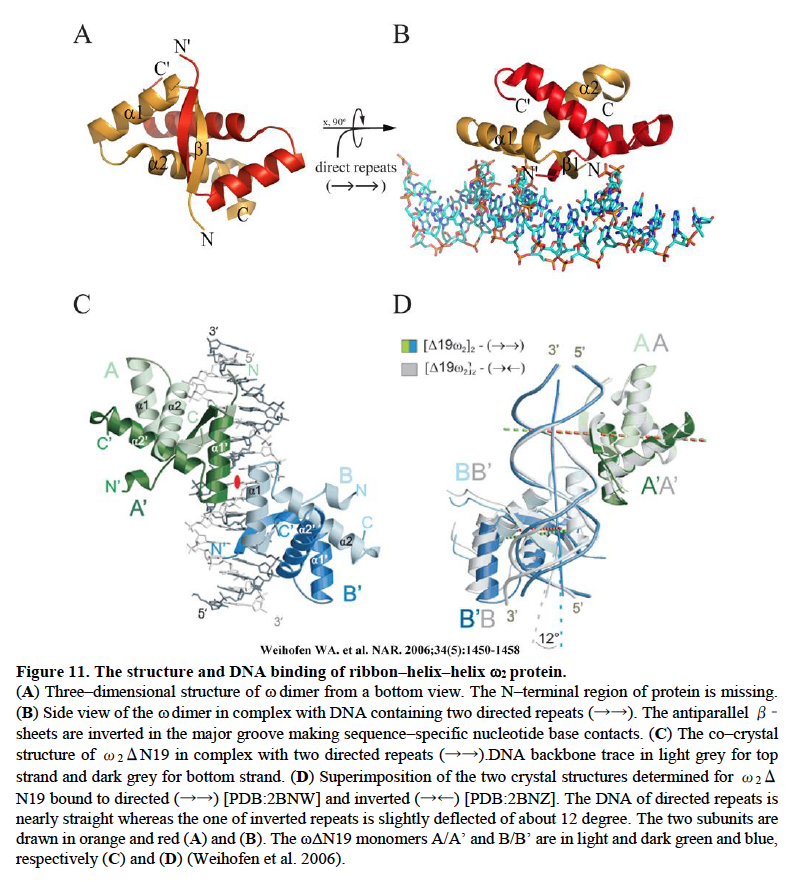 A
B
N'
C'
α1
α2
β1
C
N
x, 90°
direct repeats
(→→)
α2
C'
C
α1
N'
β1
N
C
D
3'
5'
N
A
α1
α2
C
C'
α2'
α1'
N'
A'
α1
B
N
N''
C'
α2'
C
α2
α1'
B'
5'
3'
[Δ19ω₂]₂ - (→→)
[Δ19ω₂]₂ - (→←)
3' 5'
AA
A'A'
BB'
B'B
3'
5'
12°
Weihofen WA. et al. NAR. 2006;34(5):1450-1458
Figure 11. The structure and DNA binding of ribbon–helix–helix ω₂ protein.
(A) Three–dimensional structure of ω dimer from a bottom view. The N–terminal region of protein is missing.
(B) Side view of the ω dimer in complex with DNA containing two directed repeats (→→). The antiparallel β -
sheets are inverted in the major groove making sequence–specific nucleotide base contacts. (C) The co–crystal
structure of ω 2 Δ N19 in complex with two directed repeats (→→).DNA backbone trace in light grey for top
strand and dark grey for bottom strand. (D) Superimposition of the two crystal structures determined for ω 2 Δ
N19 bound to directed (→→) [PDB:2BNW] and inverted (→←) [PDB:2BNZ]. The DNA of directed repeats is
nearly straight whereas the one of inverted repeats is slightly deflected of about 12 degree. The two subunits are
drawn in orange and red (A) and (B). The ωΔN19 monomers A/A’ and B/B’ are in light and dark green and blue,
respectively (C) and (D) (Weihofen et al. 2006).